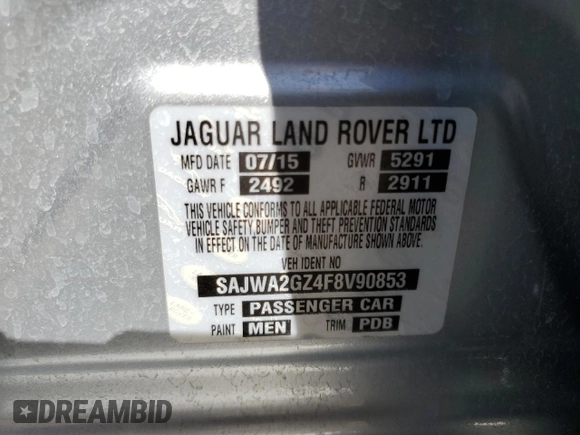 JAGUAR LAND ROVER LTD
MFD DATE 07/15 GVWR 5291
GAWR F 2492 R 2911
THIS VEHICLE CONFORMS TO ALL APPLICABLE FEDERAL MOTOR
VEHICLE SAFETY, BUMPER AND THEFT PREVENTION STANDARDS
IN EFFECT ON THE DATE OF MANUFACTURE SHOWN ABOVE.
VEH IDENT NO
SAJWA2GZ4F8V90853
TYPE PASSENGER CAR
PAINT MEN TRIM PDB
DREAMBID